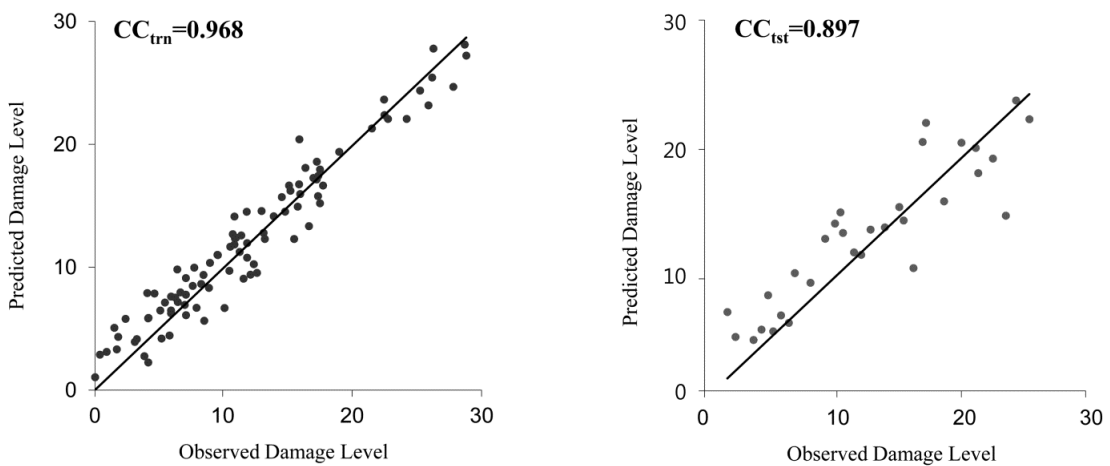 CCtrn=0.968
Predicted Damage Level
30
20
10
0
0 10 20 30
Observed Damage Level
CCtst=0.897
Predicted Damage Level
30
20
10
0
0 10 20 30
Observed Damage Level